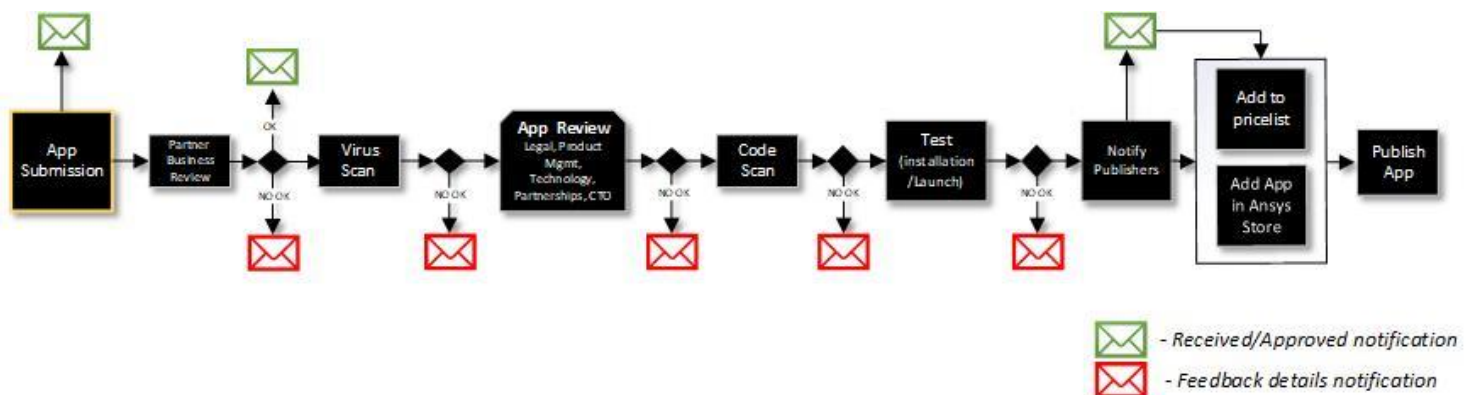 App
Submission
Partner
Business
Review
OK
NO OK
Virus
Scan
NO OK
App Review
Legal, Product
Mgmt,
Technology,
Partnerships, CTO
NO OK
Code
Scan
NO OK
Test
(installation
/Launch)
NO OK
Notify
Publishers
Add to
pricelist
Add App
in Ansys
Store
Publish
App
- Received/Approved notification
- Feedback details notification